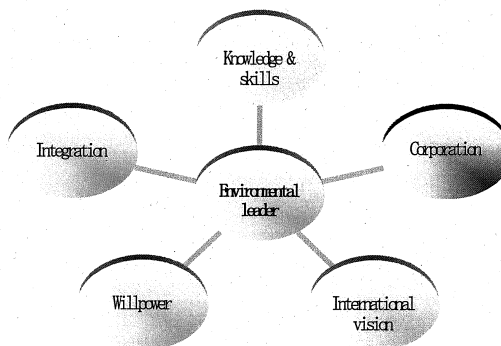 Knowledge &
skills
Integration
Corporation
Environmental
leader
Willpower
International
vision